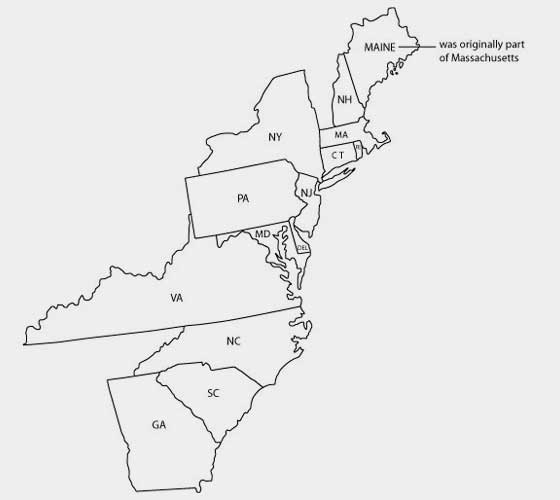 MAINE
was originally part
of Massachusetts
NH
NY
MA
CT
RI
PA
NJ
MD
DEL
VA
NC
SC
GA